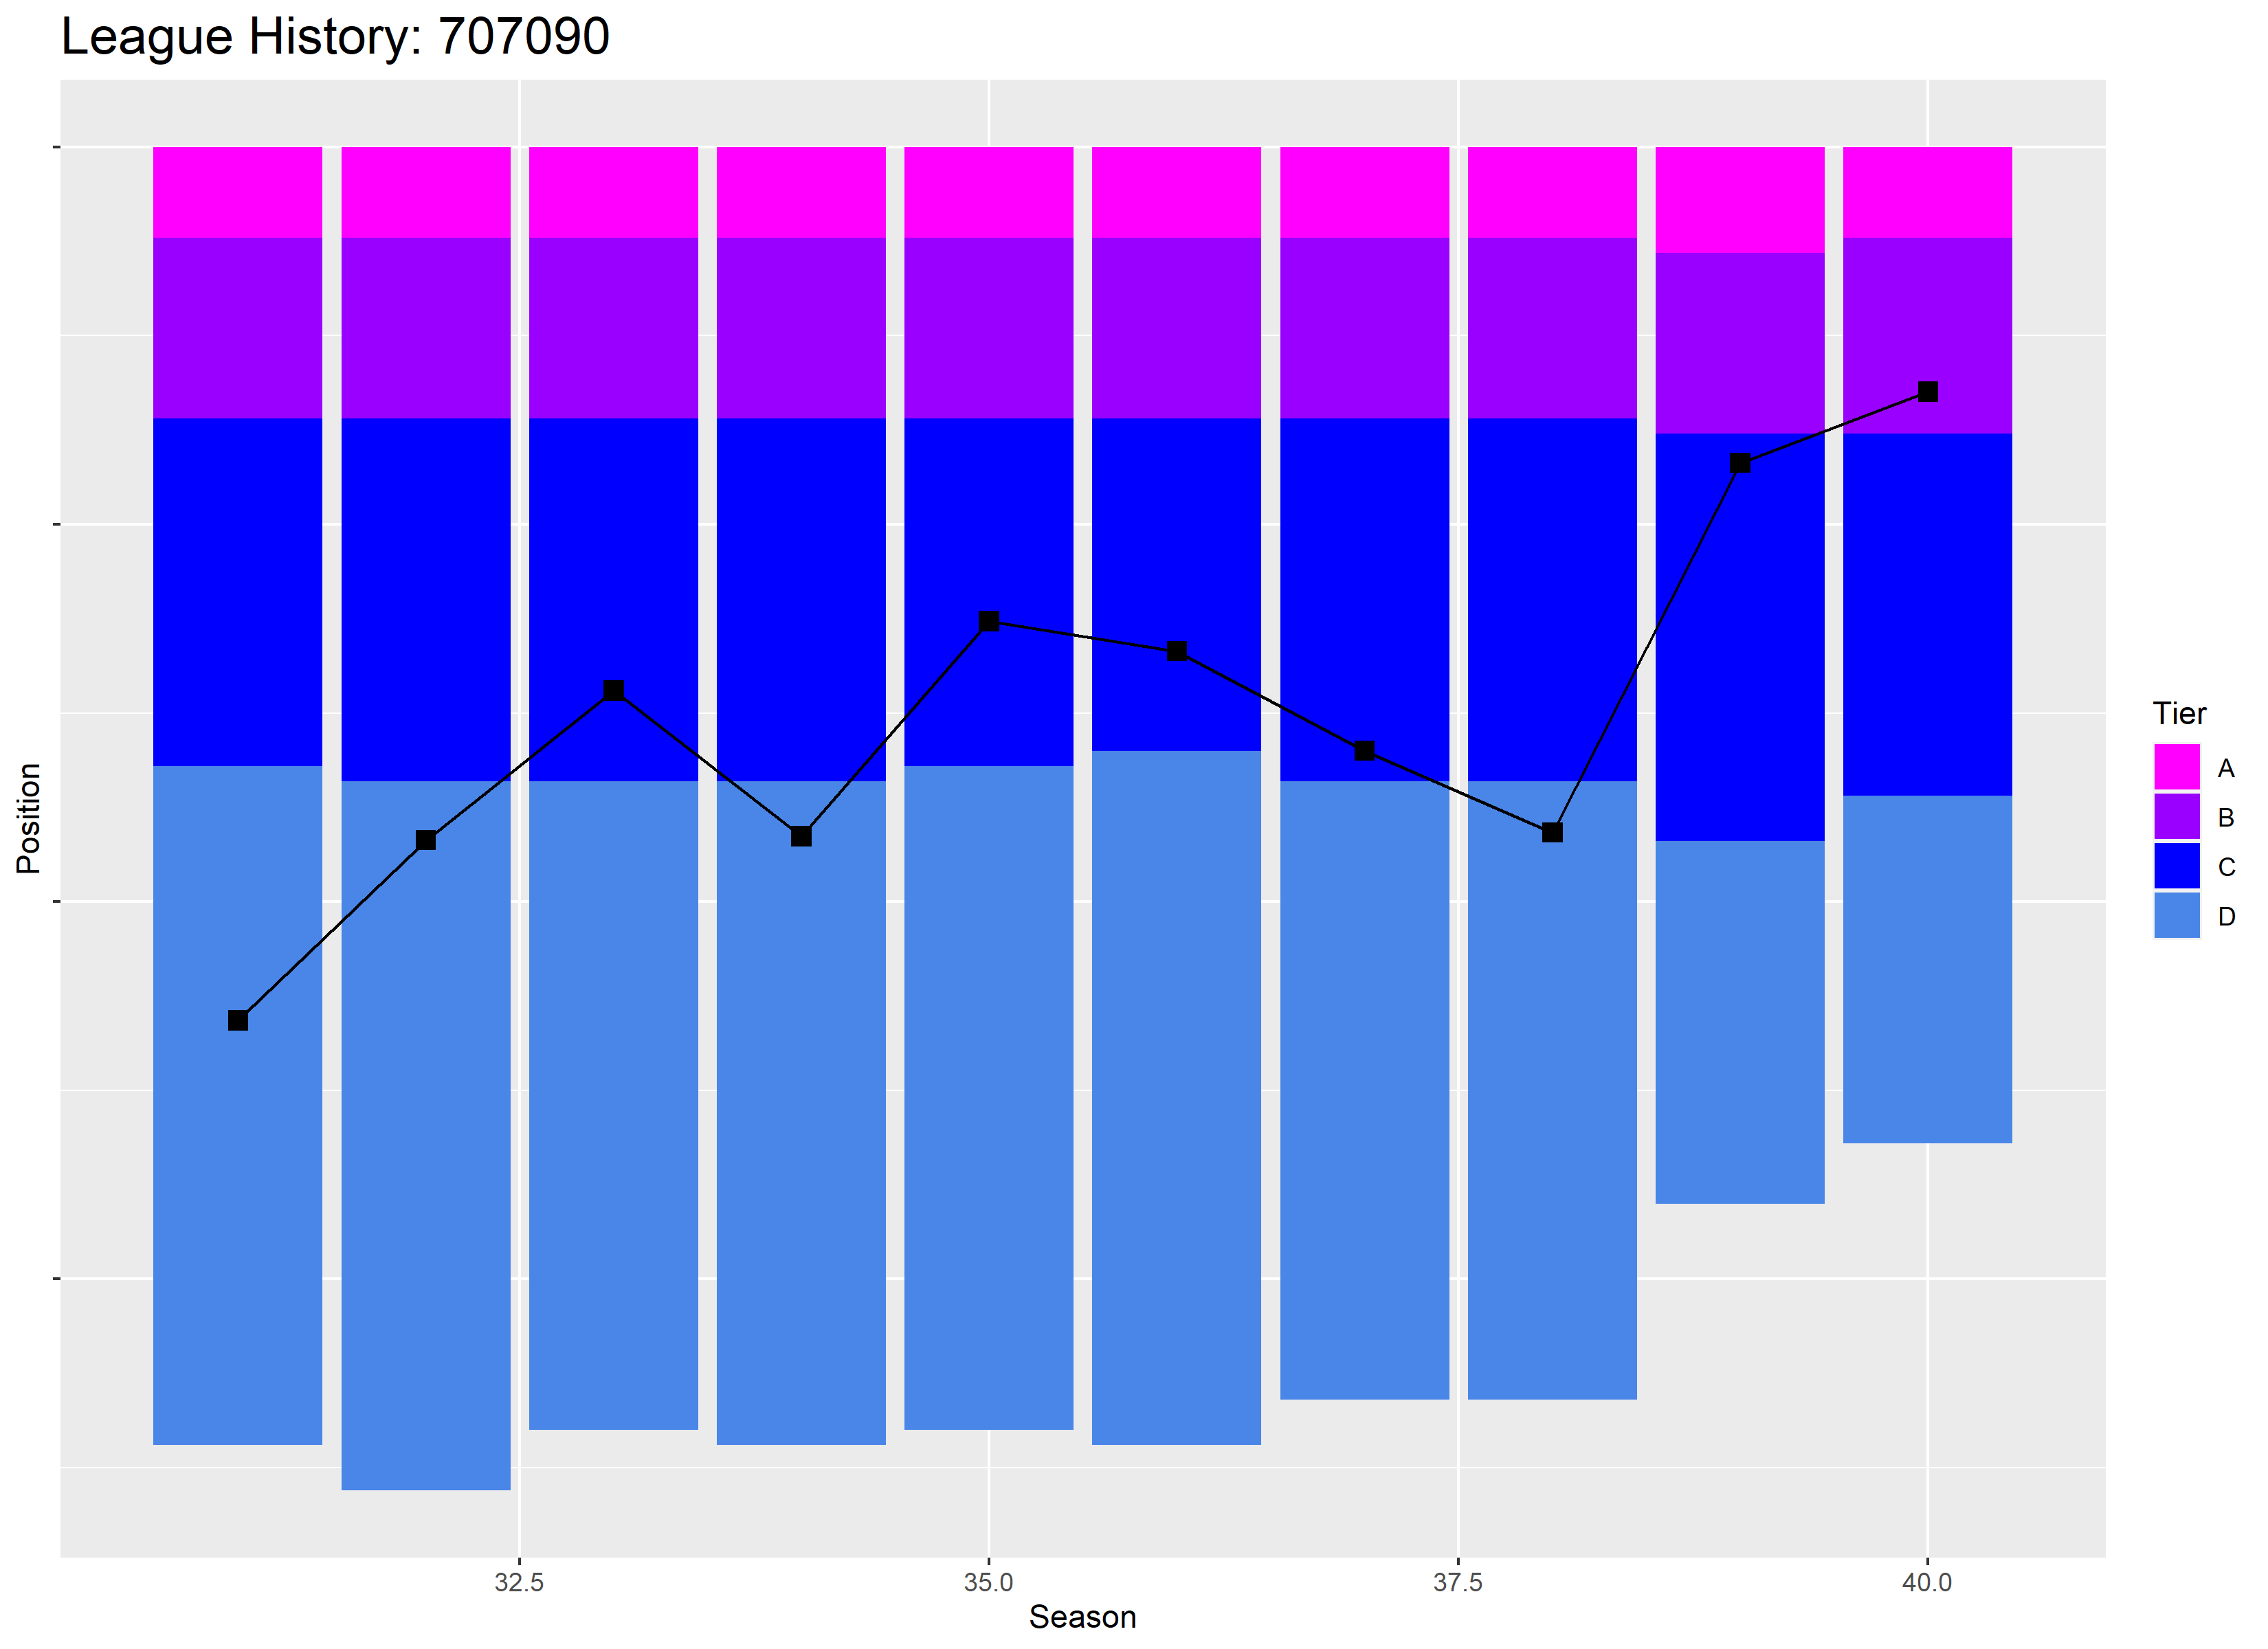 League History: 707090
Position
32.5
35.0
37.5
40.0
Season
Tier
A
B
C
D